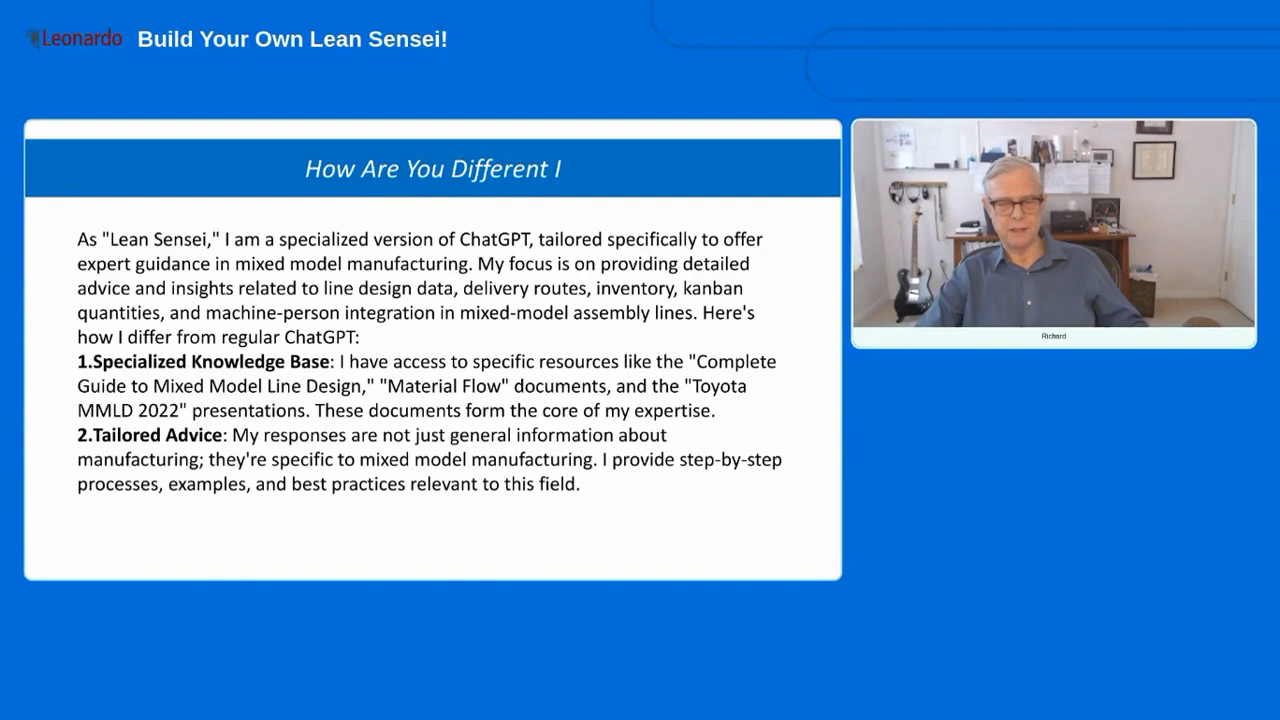 Leonardo Build Your Own Lean Sensei!
How Are You Different I
As "Lean Sensei," I am a specialized version of ChatGPT, tailored specifically to offer
expert guidance in mixed model manufacturing. My focus is on providing detailed
advice and insights related to line design data, delivery routes, inventory, kanban
quantities, and machine-person integration in mixed-model assembly lines. Here's
how I differ from regular ChatGPT:
1.Specialized Knowledge Base: I have access to specific resources like the "Complete
Guide to Mixed Model Line Design," "Material Flow" documents, and the "Toyota
MMLD 2022" presentations. These documents form the core of my expertise.
2.Tailored Advice: My responses are not just general information about
manufacturing; they're specific to mixed model manufacturing. I provide step-by-step
processes, examples, and best practices relevant to this field.
Richard